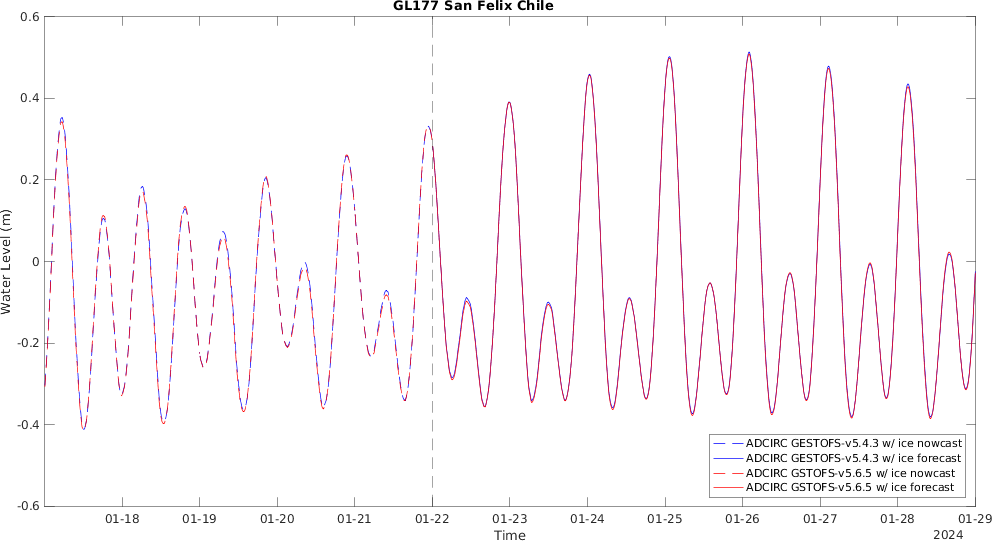 GL177 San Felix Chile
0.6
0.4
0.2
0
-0.2
-0.4
-0.6
Water Level (m)
ADCIRC GESTOFS-v5.4.3 w/ ice nowcast
ADCIRC GESTOFS-v5.4.3 w/ ice forecast
ADCIRC GSTOFS-v5.6.5 w/ ice nowcast
ADCIRC GSTOFS-v5.6.5 w/ ice forecast
01-18 01-19 01-20 01-21 01-22 01-23 01-24 01-25 01-26 01-27 01-28 01-29
Time
2024